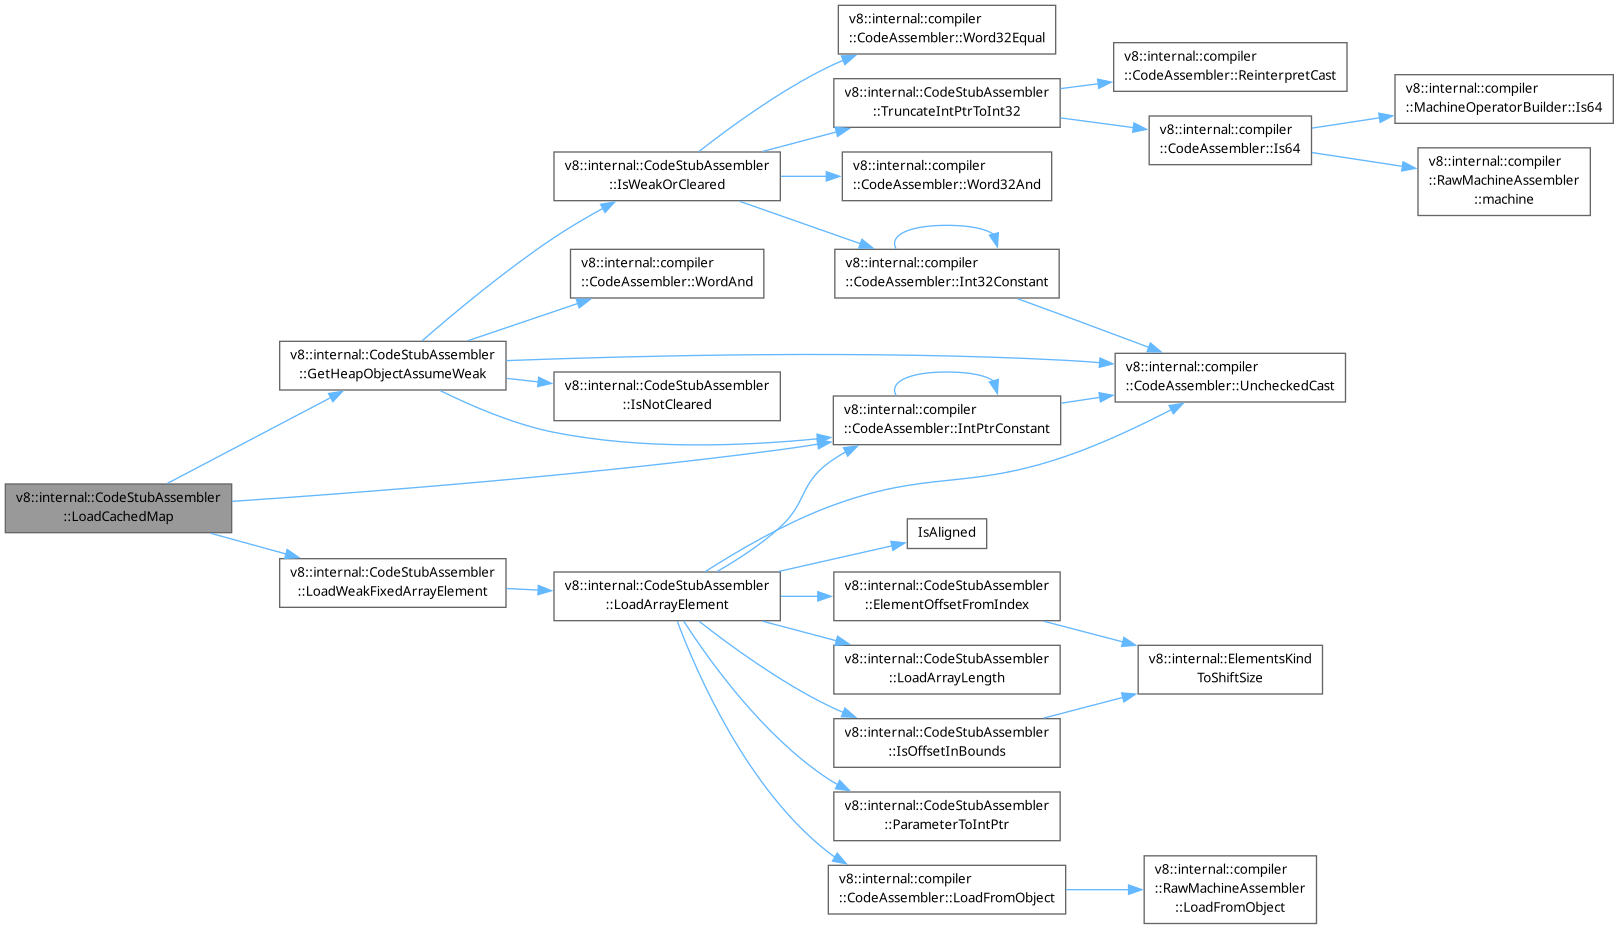 v8::internal::CodeStubAssembler
::LoadCachedMap
v8::internal::CodeStubAssembler
::GetHeapObjectAssumeWeak
v8::internal::CodeStubAssembler
::LoadWeakFixedArrayElement
v8::internal::CodeStubAssembler
::IsWeakOrCleared
v8::internal::compiler
::CodeAssembler::WordAnd
v8::internal::CodeStubAssembler
::IsNotCleared
v8::internal::CodeStubAssembler
::LoadArrayElement
v8::internal::compiler
::CodeAssembler::Word32Equal
v8::internal::CodeStubAssembler
::TruncateIntPtrToInt32
v8::internal::compiler
::CodeAssembler::Word32And
v8::internal::compiler
::CodeAssembler::Int32Constant
v8::internal::compiler
::CodeAssembler::IntPtrConstant
IsAligned
v8::internal::CodeStubAssembler
::ElementOffsetFromIndex
v8::internal::CodeStubAssembler
::LoadArrayLength
v8::internal::CodeStubAssembler
::IsOffsetInBounds
v8::internal::CodeStubAssembler
::ParameterToIntPtr
v8::internal::compiler
::CodeAssembler::LoadFromObject
v8::internal::compiler
::CodeAssembler::ReinterpretCast
v8::internal::compiler
::CodeAssembler::Is64
v8::internal::compiler
::CodeAssembler::UncheckedCast
v8::internal::ElementsKind
ToShiftSize
v8::internal::compiler
::RawMachineAssembler
::LoadFromObject
v8::internal::compiler
::MachineOperatorBuilder::Is64
v8::internal::compiler
::RawMachineAssembler
::machine